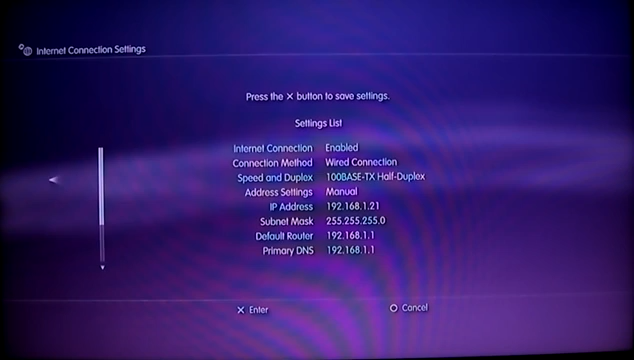 Internet Connection Settings
Press the ✕ button to save settings.
Settings List
Internet Connection Enabled
Connection Method Wired Connection
Speed and Duplex 100BASE-TX Half-Duplex
Address Settings Manual
IP Address 192.168.1.21
Subnet Mask 255.255.255.0
Default Router 192.168.1.1
Primary DNS 192.168.1.1
✕ Enter ○ Cancel